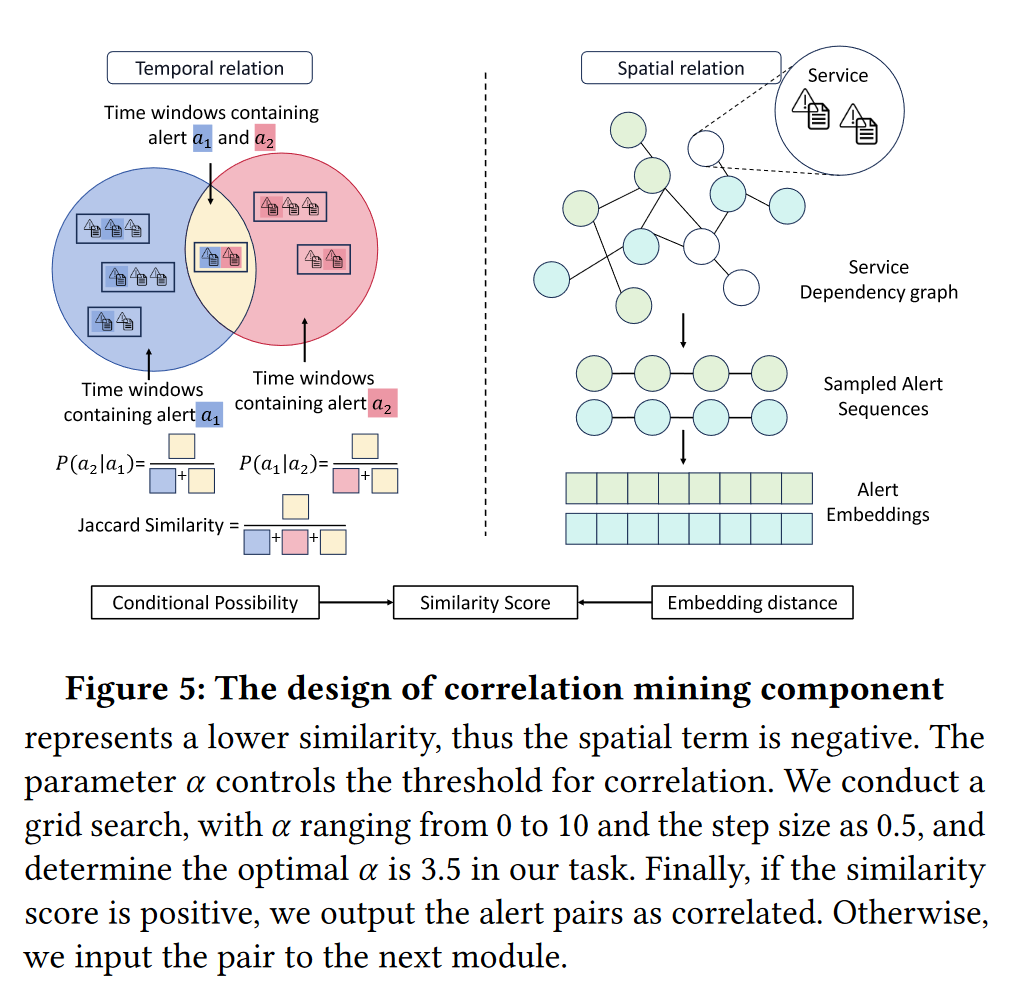 Temporal relation
Time windows containing
alert a1 and a2
Time windows
containing alert a1
Time windows
containing alert a2
P(a2|a1)= +
P(a1|a2)= +
Jaccard Similarity = + +
Spatial relation
Service
Service
Dependency graph
Sampled Alert
Sequences
Alert
Embeddings
Conditional Possibility
Similarity Score
Embedding distance
Figure 5: The design of correlation mining component
represents a lower similarity, thus the spatial term is negative. The
parameter α controls the threshold for correlation. We conduct a
grid search, with α ranging from 0 to 10 and the step size as 0.5, and
determine the optimal α is 3.5 in our task. Finally, if the similarity
score is positive, we output the alert pairs as correlated. Otherwise,
we input the pair to the next module.